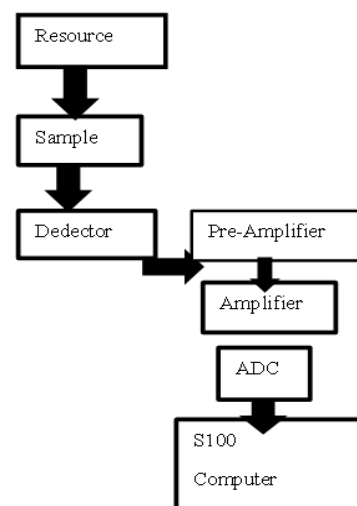 Resource
Sample
Dedector
Pre-Amplifier
Amplifier
ADC
S100
Computer